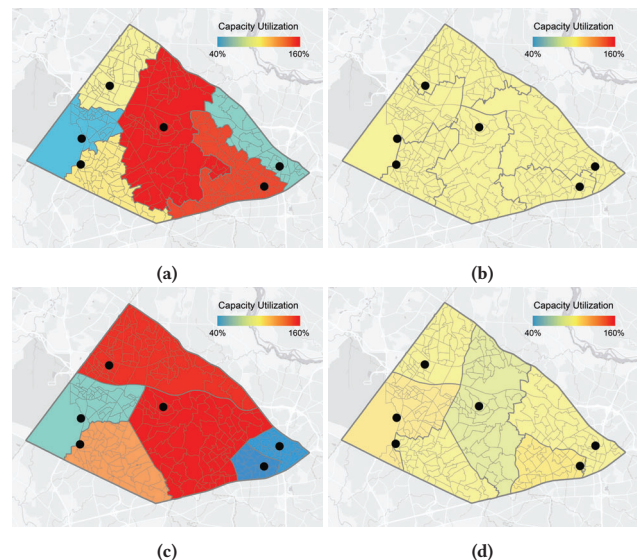 Capacity Utilization
40% 160%
Capacity Utilization
40% 160%
(a)
(b)
Capacity Utilization
40% 160%
Capacity Utilization
40% 160%
(c)
(d)